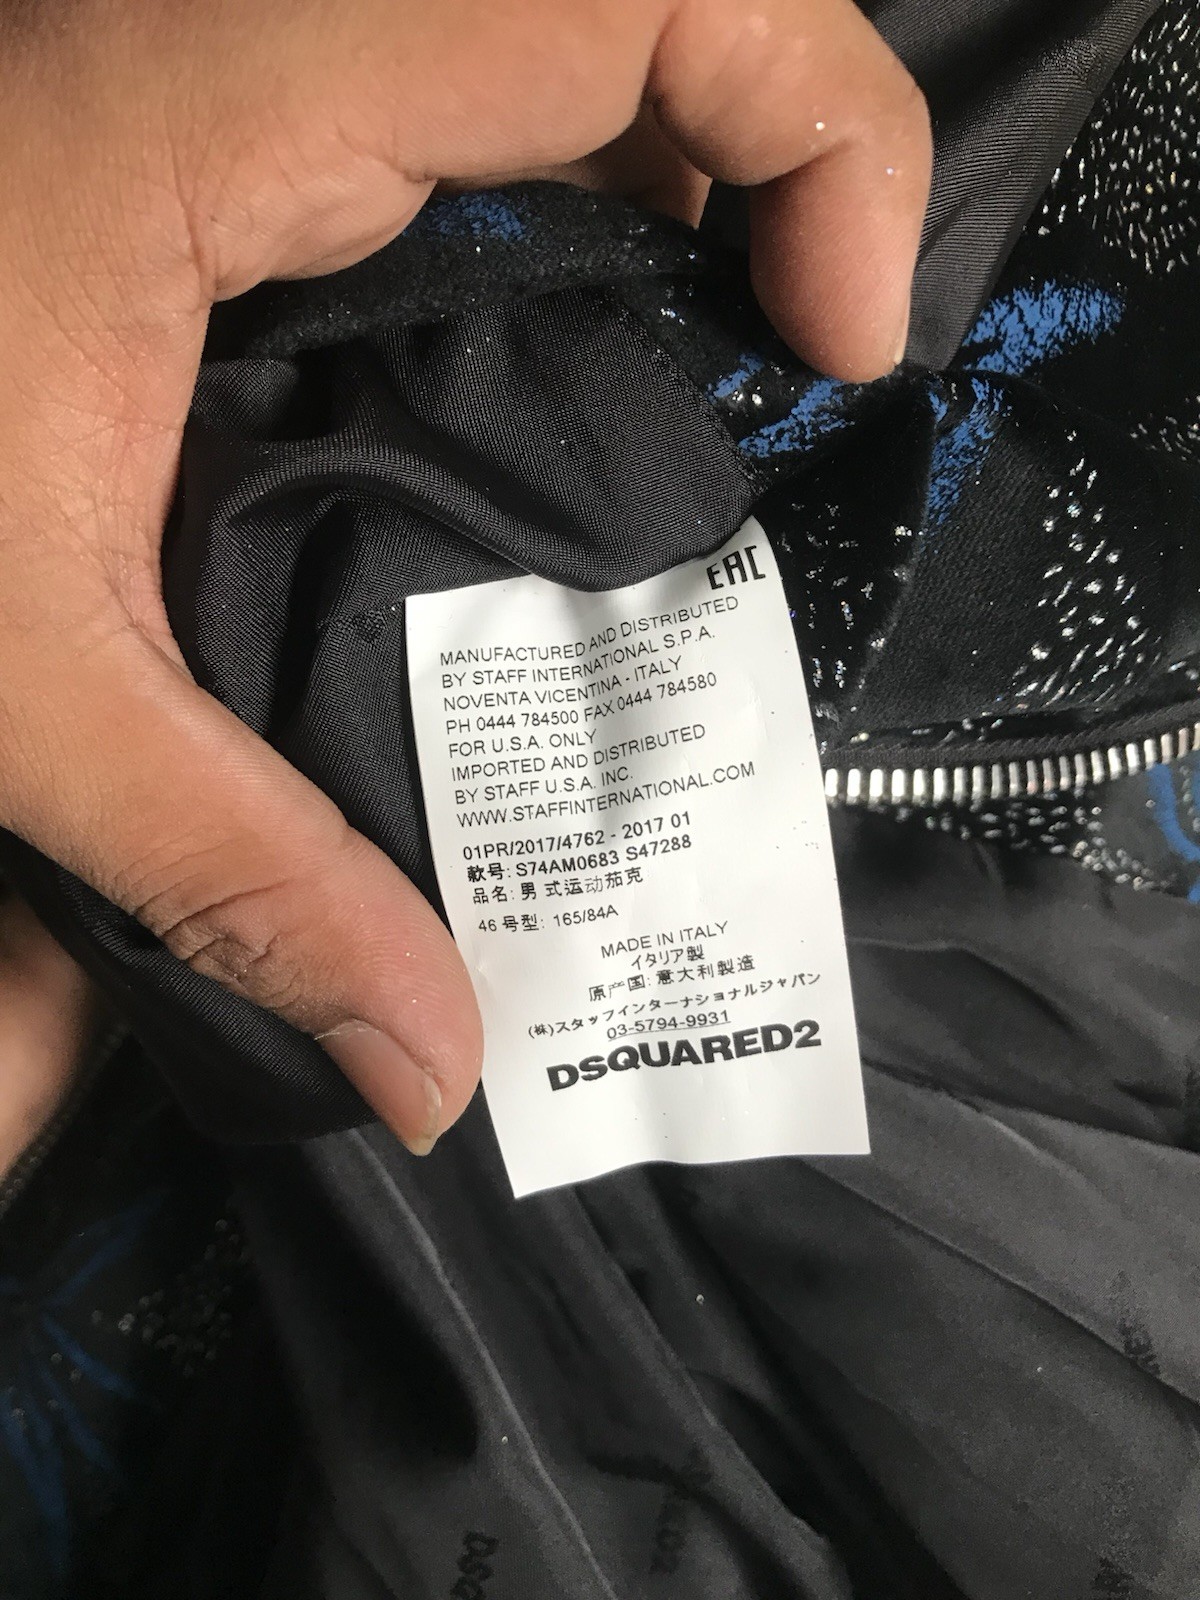 EAC
MANUFACTURED AND DISTRIBUTED
BY STAFF INTERNATIONAL S.P.A.
NOVENTA VICENTINA - ITALY
PH 0444 784500 FAX 0444 784580
FOR U.S.A. ONLY
IMPORTED AND DISTRIBUTED
BY STAFF U.S.A. INC.
WWW.STAFFINTERNATIONAL.COM
01PR/2017/4762 - 2017 01
款号: S74AM0683 S47288
品名: 男 式运动茄克
46 号型: 165/84A
MADE IN ITALY
イタリア製
原产国: 意大利製造
(株)スタッフインターナショナルジャパン
03-5794-9931
DSQUARED2